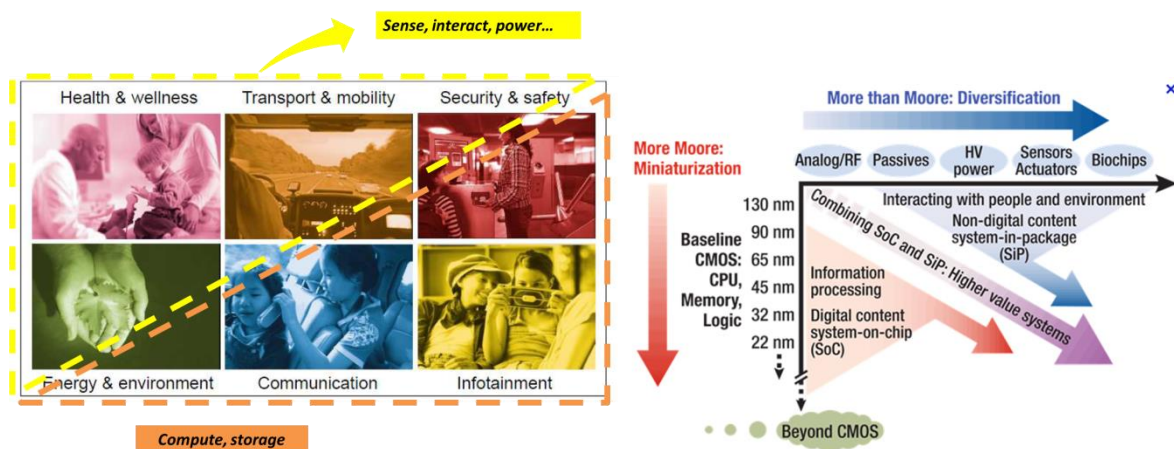 Sense, interact, power…
Health & wellness
Transport & mobility
Security & safety
Energy & environment
Communication
Infotainment
Compute, storage
More than Moore: Diversification
More Moore:
Miniaturization
Analog/RF
Passives
HV
power
Sensors
Actuators
Biochips
130 nm
90 nm
65 nm
45 nm
32 nm
22 nm
Baseline
CMOS:
CPU,
Memory,
Logic
Interacting with people and environment
Non-digital content
system-in-package
(SiP)
Combining SoC and SiP: Higher value systems
Information
processing
Digital content
system-on-chip
(SoC)
Beyond CMOS